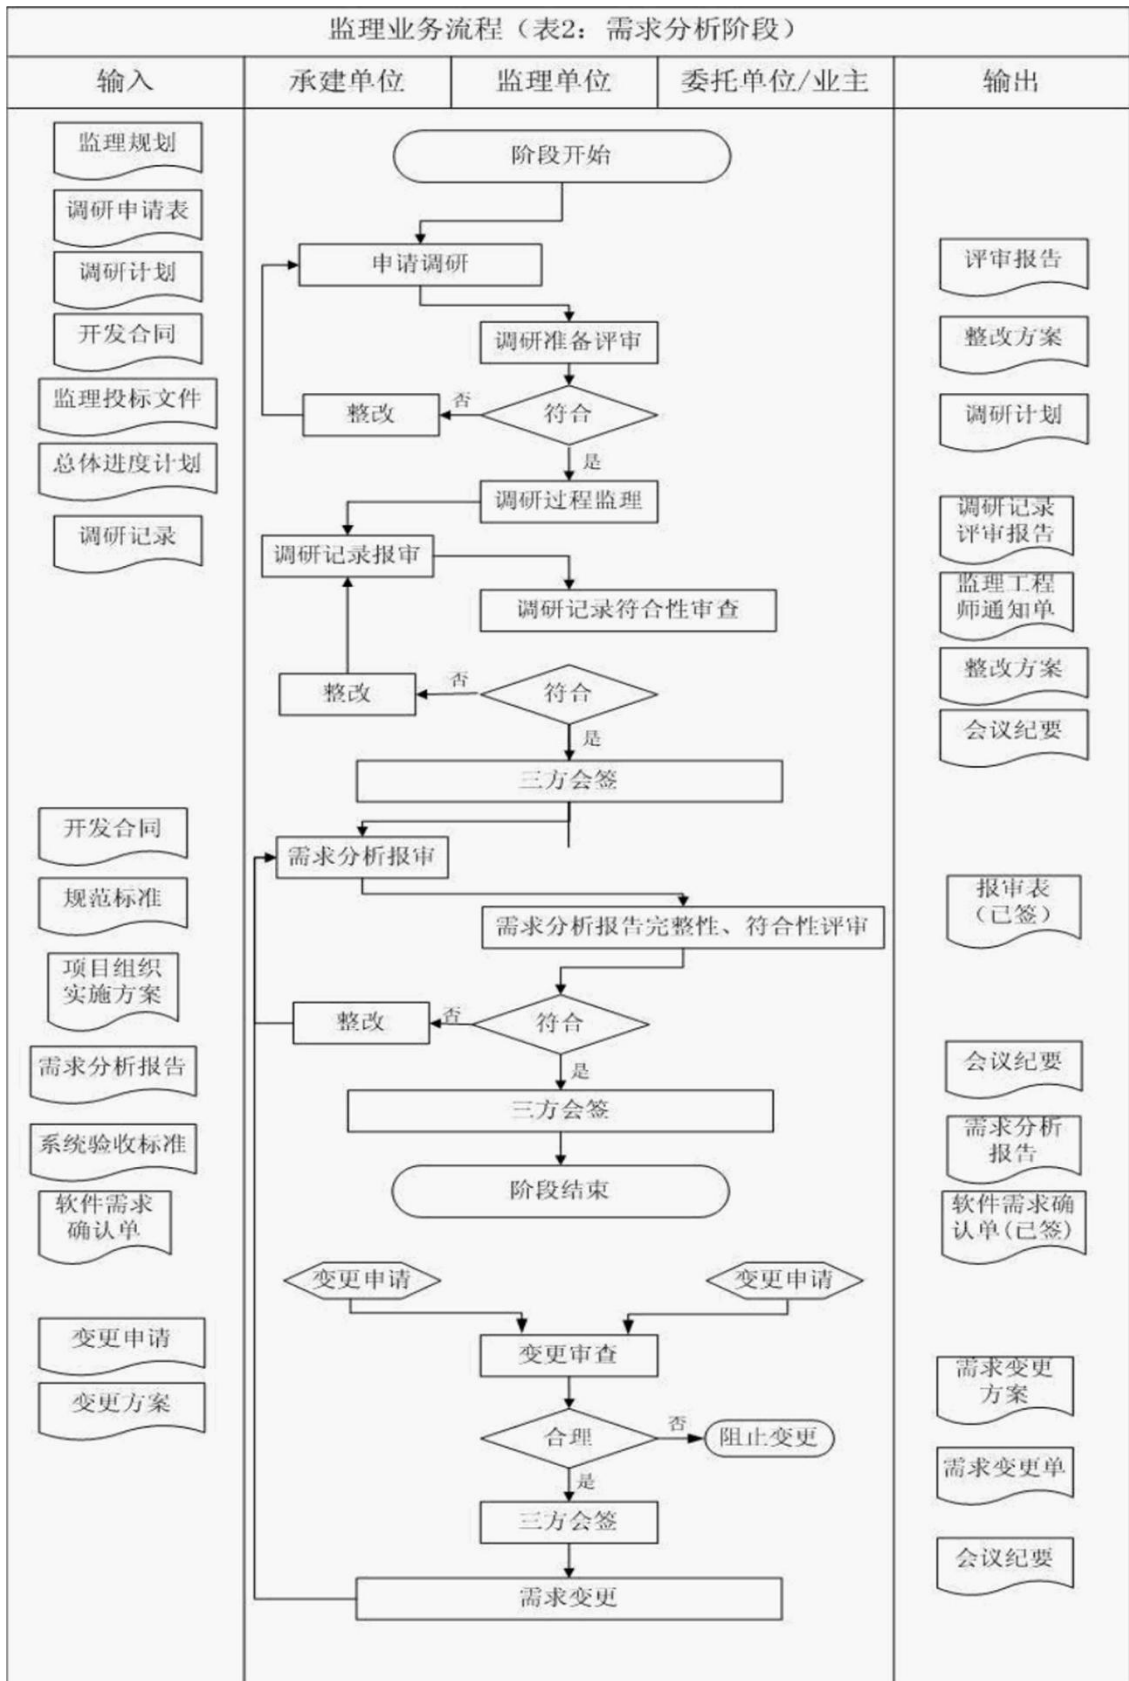 监理业务流程（表2：需求分析阶段）
输入
承建单位
监理单位
委托单位/业主
输出
监理规划
阶段开始
调研申请表
申请调研
评审报告
调研计划
开发合同
调研准备评审
整改方案
监理投标文件
整改
否
符合
调研计划
是
总体进度计划
调研过程监理
调研记录
调研记录报审
调研记录
评审报告
调研记录符合性审查
监理工程
师通知单
整改
否
符合
整改方案
是
会议纪要
三方会签
开发合同
需求分析报审
规范标准
需求分析报告完整性、符合性评审
报审表
（已签）
项目组织
实施方案
整改
否
符合
是
需求分析报告
会议纪要
三方会签
系统验收标准
需求分析
报告
阶段结束
软件需求
确认单
软件需求确
认单(已签)
变更申请
变更申请
变更申请
变更审查
变更方案
需求变更
方案
合理
否
阻止变更
是
需求变更单
三方会签
会议纪要
需求变更